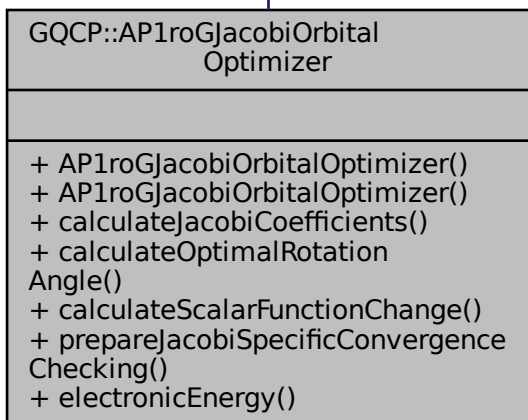 GQCP::AP1roGJacobiOrbital
Optimizer
+ AP1roGJacobiOrbitalOptimizer()
+ AP1roGJacobiOrbitalOptimizer()
+ calculateJacobiCoefficients()
+ calculateOptimalRotation
Angle()
+ calculateScalarFunctionChange()
+ prepareJacobiSpecificConvergence
Checking()
+ electronicEnergy()